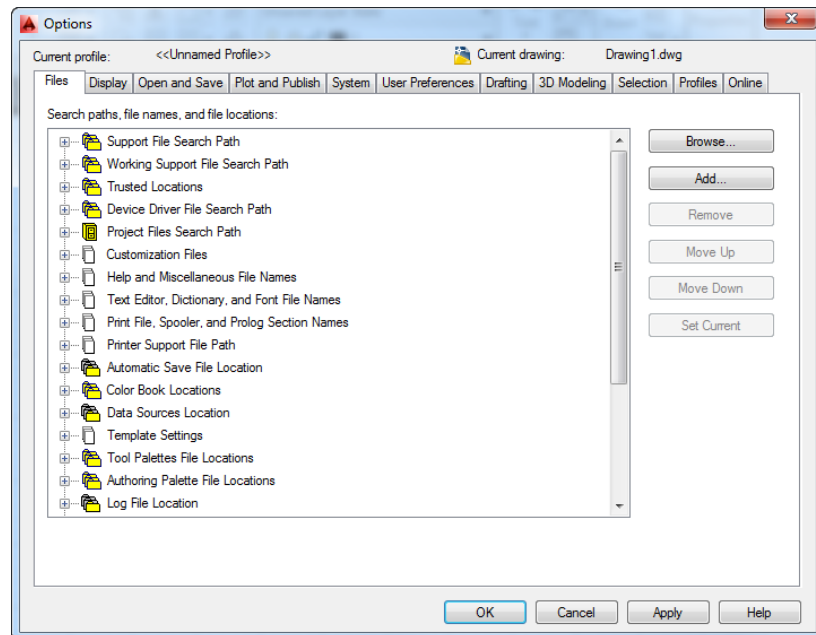 Options
Current profile: <<Unnamed Profile>> Current drawing: Drawing1.dwg
Files Display Open and Save Plot and Publish System User Preferences Drafting 3D Modeling Selection Profiles Online
Search paths, file names, and file locations:
Support File Search Path
Working Support File Search Path
Trusted Locations
Device Driver File Search Path
Project Files Search Path
Customization Files
Help and Miscellaneous File Names
Text Editor, Dictionary, and Font File Names
Print File, Spooler, and Prolog Section Names
Printer Support File Path
Automatic Save File Location
Color Book Locations
Data Sources Location
Template Settings
Tool Palettes File Locations
Authoring Palette File Locations
Log File Location
Browse...
Add...
Remove
Move Up
Move Down
Set Current
OK Cancel Apply Help